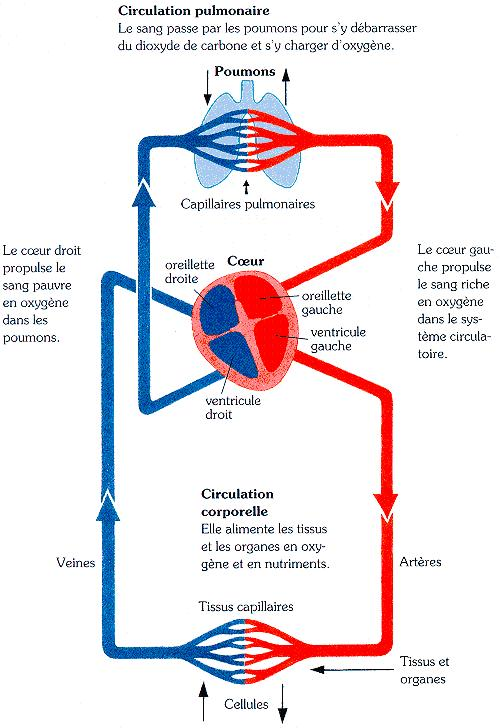 Circulation pulmonaire
Le sang passe par les poumons pour s'y débarrasser
du dioxyde de carbone et s'y charger d'oxygène.
Poumons
Capillaires pulmonaires
Le cœur droit
propulse le
sang pauvre
en oxygène
dans les
poumons.
Cœur
oreillette
droite
oreillette
gauche
ventricule
gauche
ventricule
droit
Le cœur gau-
che propulse
le sang riche
en oxygène
dans le sys-
tème circula-
toire.
Circulation
corporelle
Elle alimente les tissus
et les organes en oxy-
gène et en nutriments.
Veines
Artères
Tissus capillaires
Tissus et
organes
Cellules